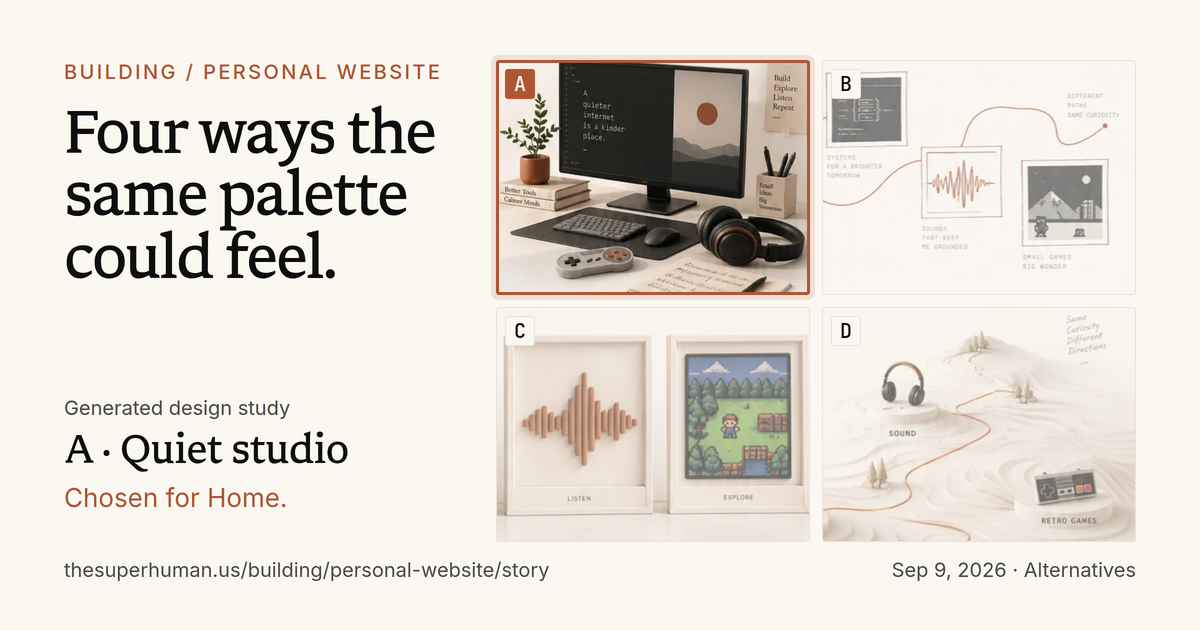 BUILDING / PERSONAL WEBSITE
Four ways the
same palette
could feel.
Generated design study
A · Quiet studio
Chosen for Home.
A
A
quieter
internet
is a kinder
place.
—
Build
Explore
Listen
Repeat
—
Better Tools
Calmer Minds
Small
Ideas
Big
Tomorrows
B
DIFFERENT
PATHS
SAME CURIOSITY
SYSTEMS
FOR A BRIGHTER
TOMORROW
SOUNDS
THAT KEEP
ME GROUNDED
SMALL GAMES
BIG WONDER
C
LISTEN
EXPLORE
D
Same
Curiosity
Different
Directions
—
SOUND
RETRO GAMES
thesuperhuman.us/building/personal-website/story
Sep 9, 2026 · Alternatives